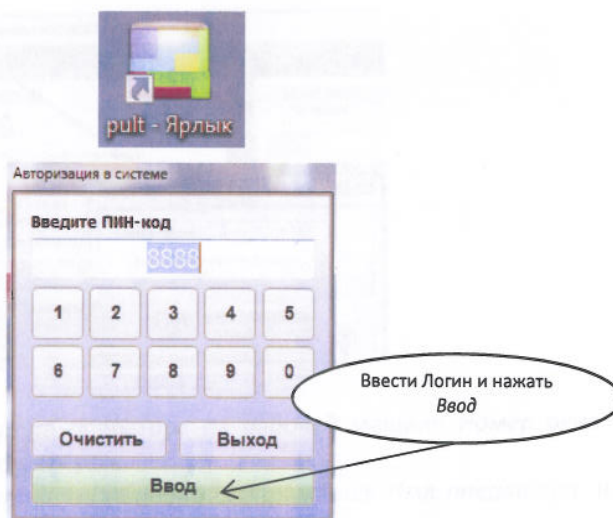 pult - Ярлык
Авторизация в системе
Введите ПИН-код
8888
1 2 3 4 5
6 7 8 9 0
Очистить Выход
Ввод
Ввести Логин и нажать
Ввод